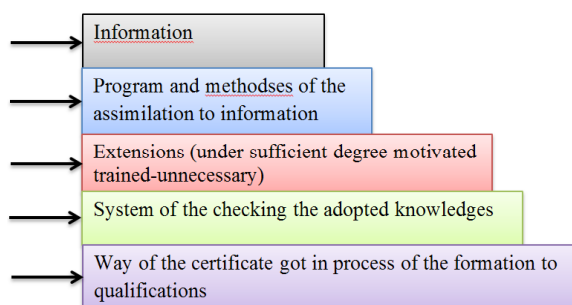 Information
Program and methodses of the
assimilation to information
Extensions (under sufficient degree motivated
trained-unnecessary)
System of the checking the adopted knowledges
Way of the certificate got in process of the formation to
qualifications